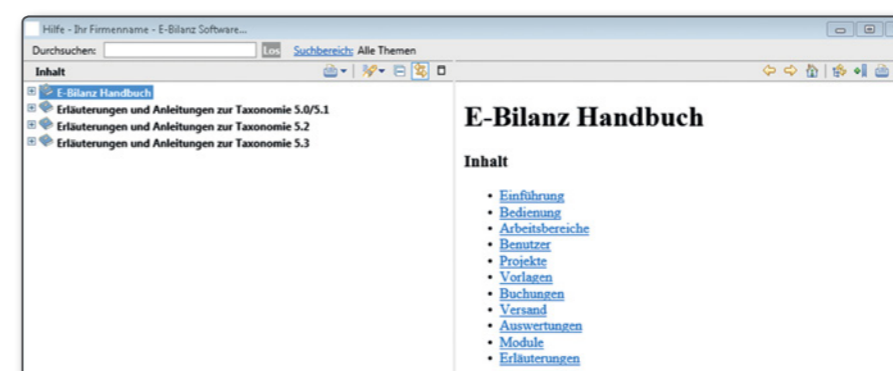 Hilfe - Ihr Firmenname - E-Bilanz Software...
Durchsuchen: Los Suchbereich: Alle Themen
Inhalt
E-Bilanz Handbuch
Erläuterungen und Anleitungen zur Taxonomie 5.0/5.1
Erläuterungen und Anleitungen zur Taxonomie 5.2
Erläuterungen und Anleitungen zur Taxonomie 5.3
E-Bilanz Handbuch
Inhalt
Einführung
Bedienung
Arbeitsbereiche
Benutzer
Projekte
Vorlagen
Buchungen
Versand
Auswertungen
Module
Erläuterungen